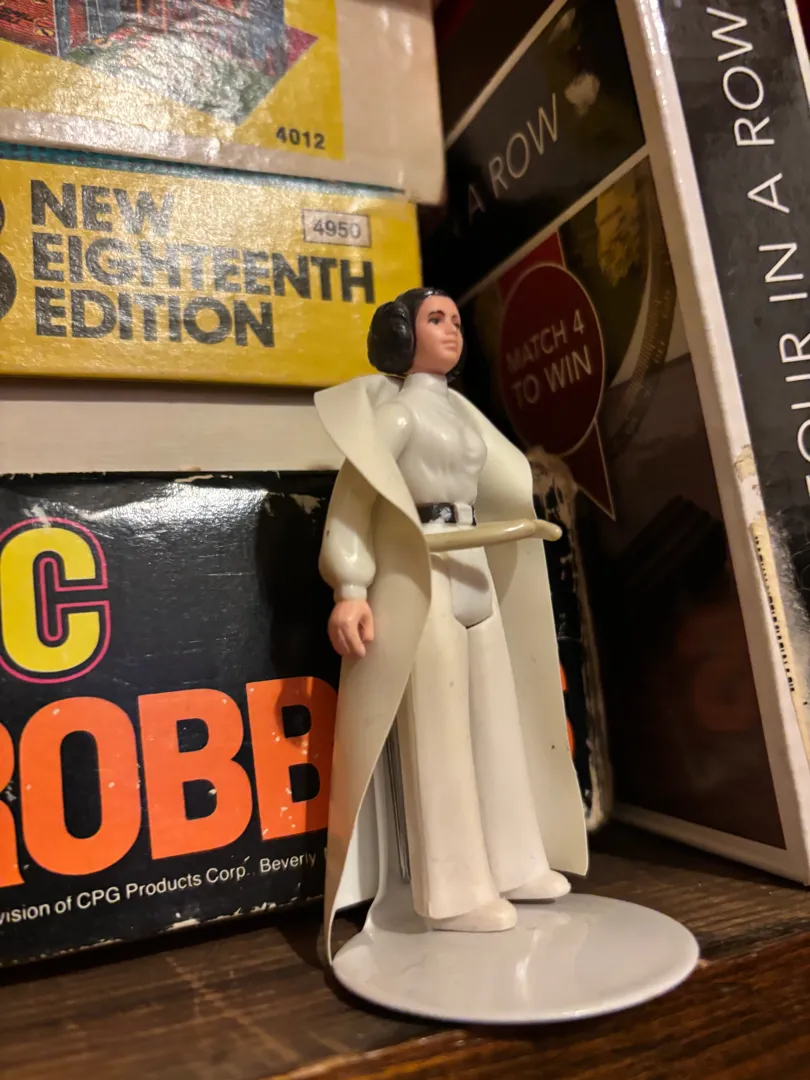 4012
NEW
EIGHTEENTH
EDITION
4950
C
ROBB
vision of CPG Products Corp. Beverly
A ROW
MATCH 4
TO WIN
FOUR IN A ROW